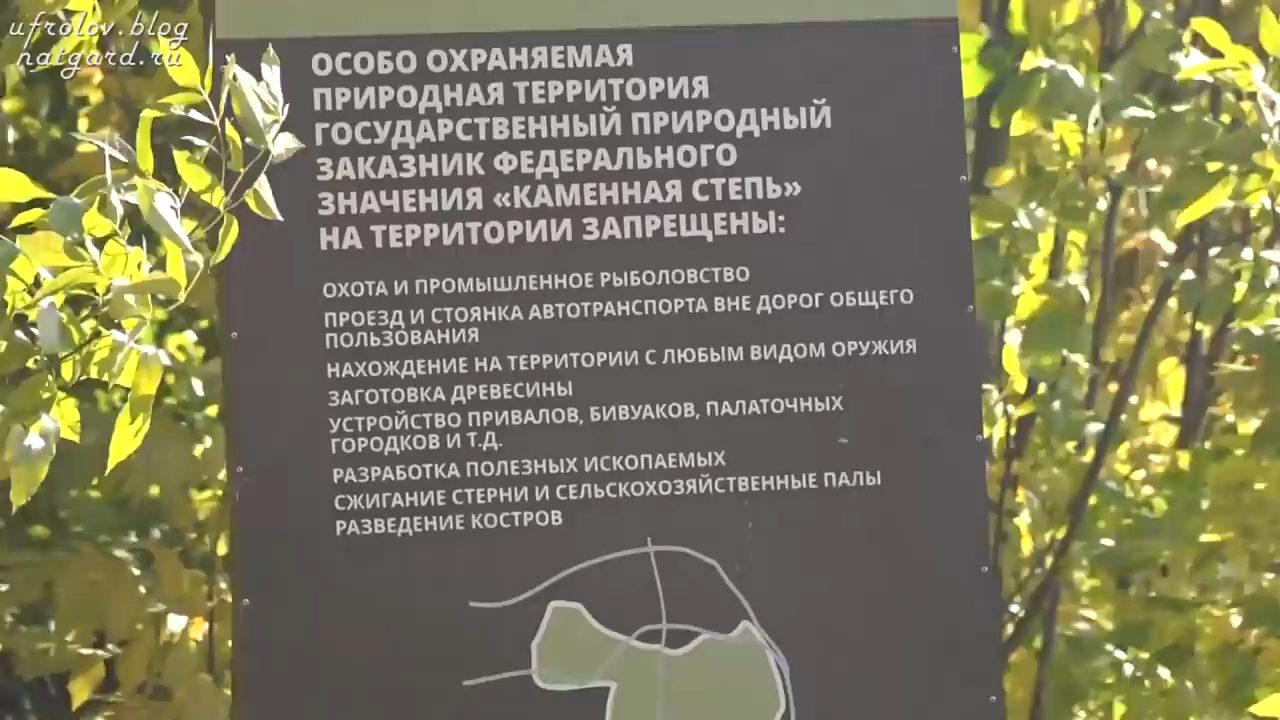 ufrolov.blog
natgard.ru
ОСОБО ОХРАНЯЕМАЯ
ПРИРОДНАЯ ТЕРРИТОРИЯ
ГОСУДАРСТВЕННЫЙ ПРИРОДНЫЙ
ЗАКАЗНИК ФЕДЕРАЛЬНОГО
ЗНАЧЕНИЯ «КАМЕННАЯ СТЕПЬ»
НА ТЕРРИТОРИИ ЗАПРЕЩЕНЫ:
ОХОТА И ПРОМЫШЛЕННОЕ РЫБОЛОВСТВО
ПРОЕЗД И СТОЯНКА АВТОТРАНСПОРТА ВНЕ ДОРОГ ОБЩЕГО
ПОЛЬЗОВАНИЯ
НАХОЖДЕНИЕ НА ТЕРРИТОРИИ С ЛЮБЫМ ВИДОМ ОРУЖИЯ
ЗАГОТОВКА ДРЕВЕСИНЫ
УСТРОЙСТВО ПРИВАЛОВ, БИВУАКОВ, ПАЛАТОЧНЫХ
ГОРОДКОВ И Т.Д.
РАЗРАБОТКА ПОЛЕЗНЫХ ИСКОПАЕМЫХ
СЖИГАНИЕ СТЕРНИ И СЕЛЬСКОХОЗЯЙСТВЕННЫЕ ПАЛЫ
РАЗВЕДЕНИЕ КОСТРОВ